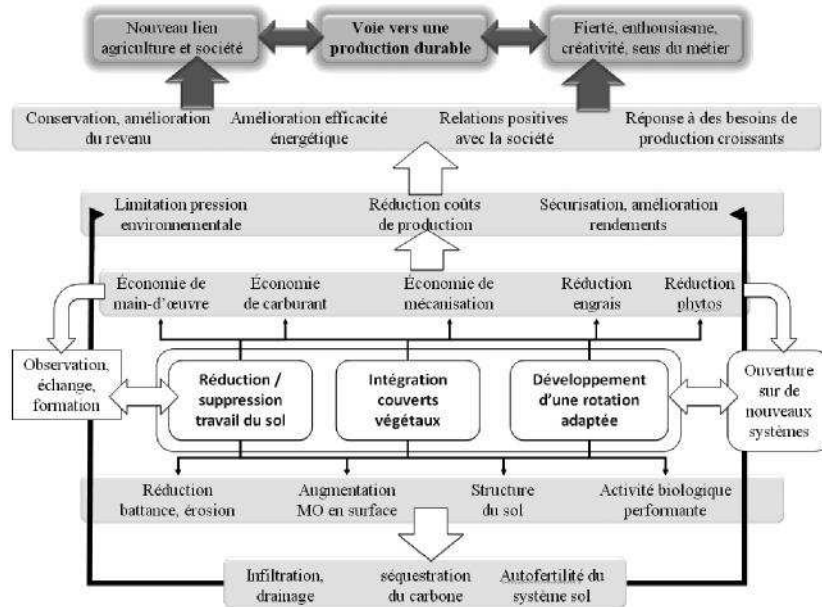 Nouveau lien
agriculture et société
Voie vers une
production durable
Fierté, enthousiasme,
créativité, sens du métier
Conservation, amélioration
du revenu
Amélioration efficacité
énergétique
Relations positives
avec la société
Réponse à des besoins de
production croissants
Limitation pression
environnementale
Réduction coûts
de production
Sécurisation, amélioration
rendements
Économie de
main-d'œuvre
Économie
de carburant
Économie de
mécanisation
Réduction
engrais
Réduction
phytos
Observation,
échange,
formation
Réduction /
suppression
travail du sol
Intégration
couverts
végétaux
Développement
d'une rotation
adaptée
Ouverture
sur de
nouveaux
systèmes
Réduction
battance, érosion
Augmentation
MO en surface
Structure
du sol
Activité biologique
performante
Infiltration,
drainage
séquestration
du carbone
Autofertilité du
système sol